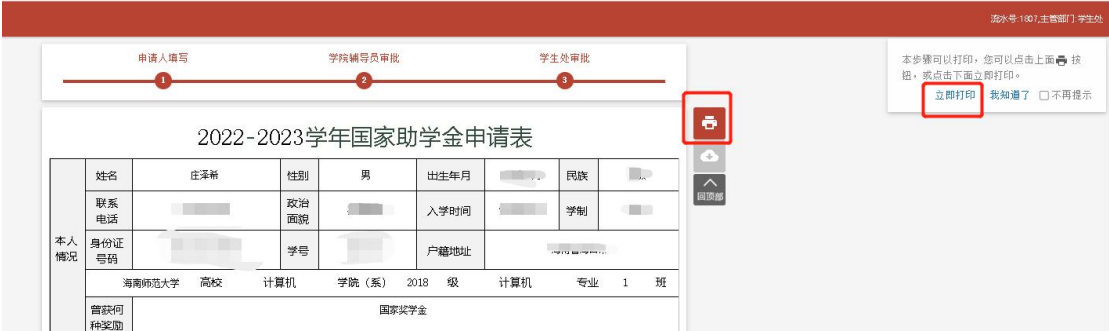 流水号:1807,主管部门:学生处
本步骤可以打印，您可以点击上面 按
钮，或点击下面立即打印。
立即打印 我知道了 不再提示
申请人填写 学院辅导员审批 学生处审批
1 2 3
2022-2023学年国家助学金申请表
回顶部
本人
情况
姓名 庄泽希 性别 男 出生年月 民族
联系
电话
政治
面貌
入学时间 学制
身份证
号码
学号 户籍地址
海南师范大学 高校 计算机 学院（系） 2018 级 计算机 专业 1 班
曾获何
种奖励
国家奖学金